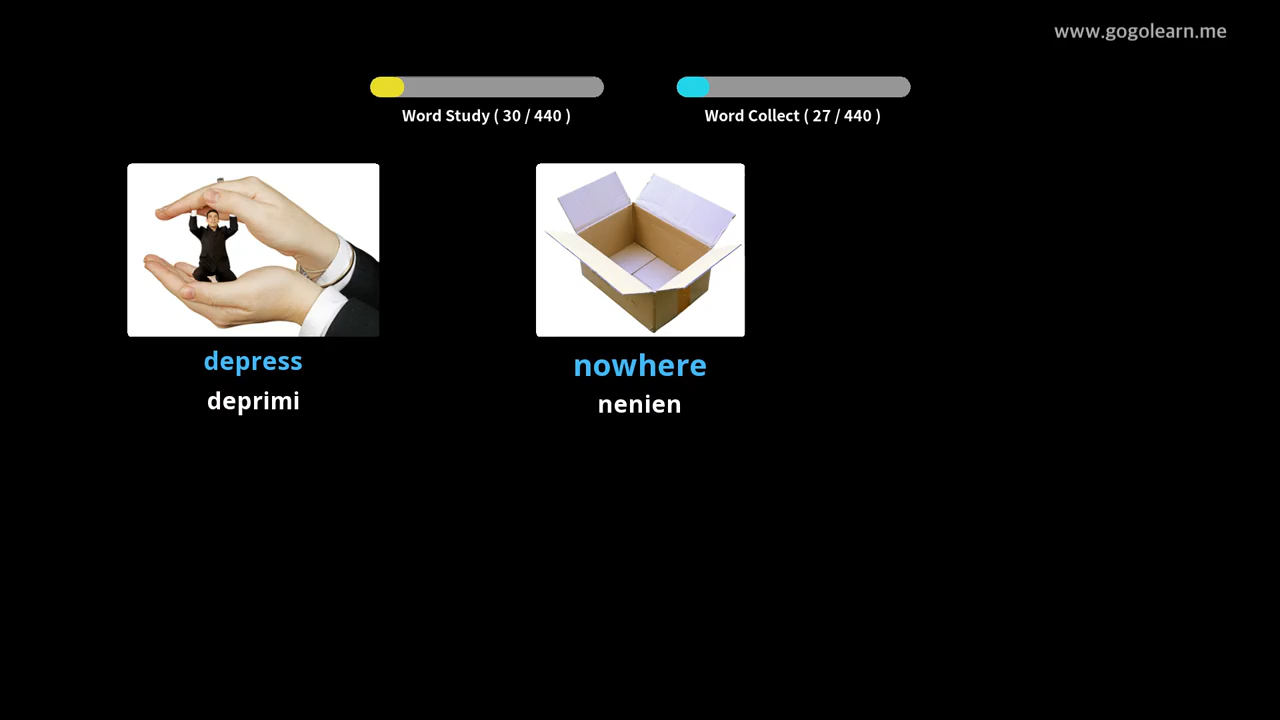 www.gogolearn.me
Word Study ( 30 / 440 )
Word Collect ( 27 / 440 )
depress
deprimi
nowhere
nenien